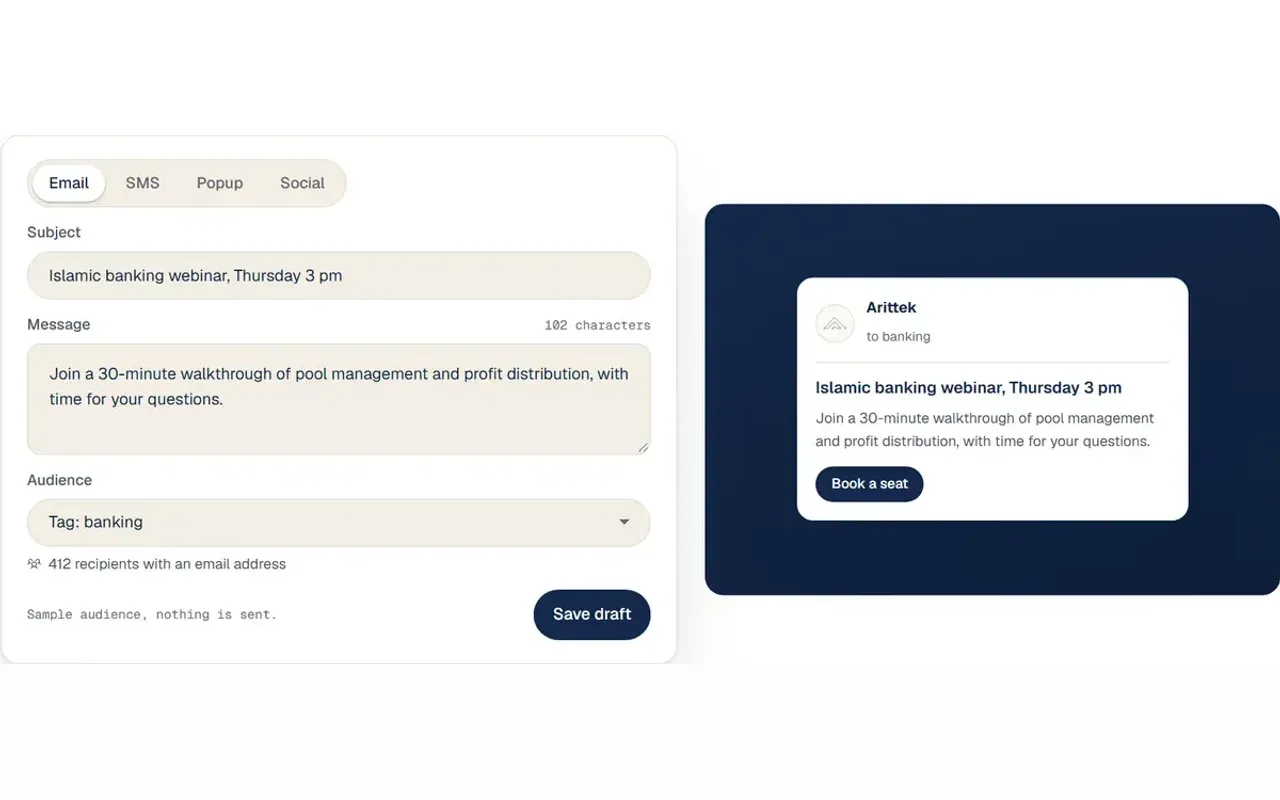 Email SMS Popup Social
Subject
Islamic banking webinar, Thursday 3 pm
Message 102 characters
Join a 30-minute walkthrough of pool management and profit distribution, with
time for your questions.
Audience
Tag: banking
412 recipients with an email address
Sample audience, nothing is sent.
Save draft
Arittek
to banking
Islamic banking webinar, Thursday 3 pm
Join a 30-minute walkthrough of pool management
and profit distribution, with time for your questions.
Book a seat